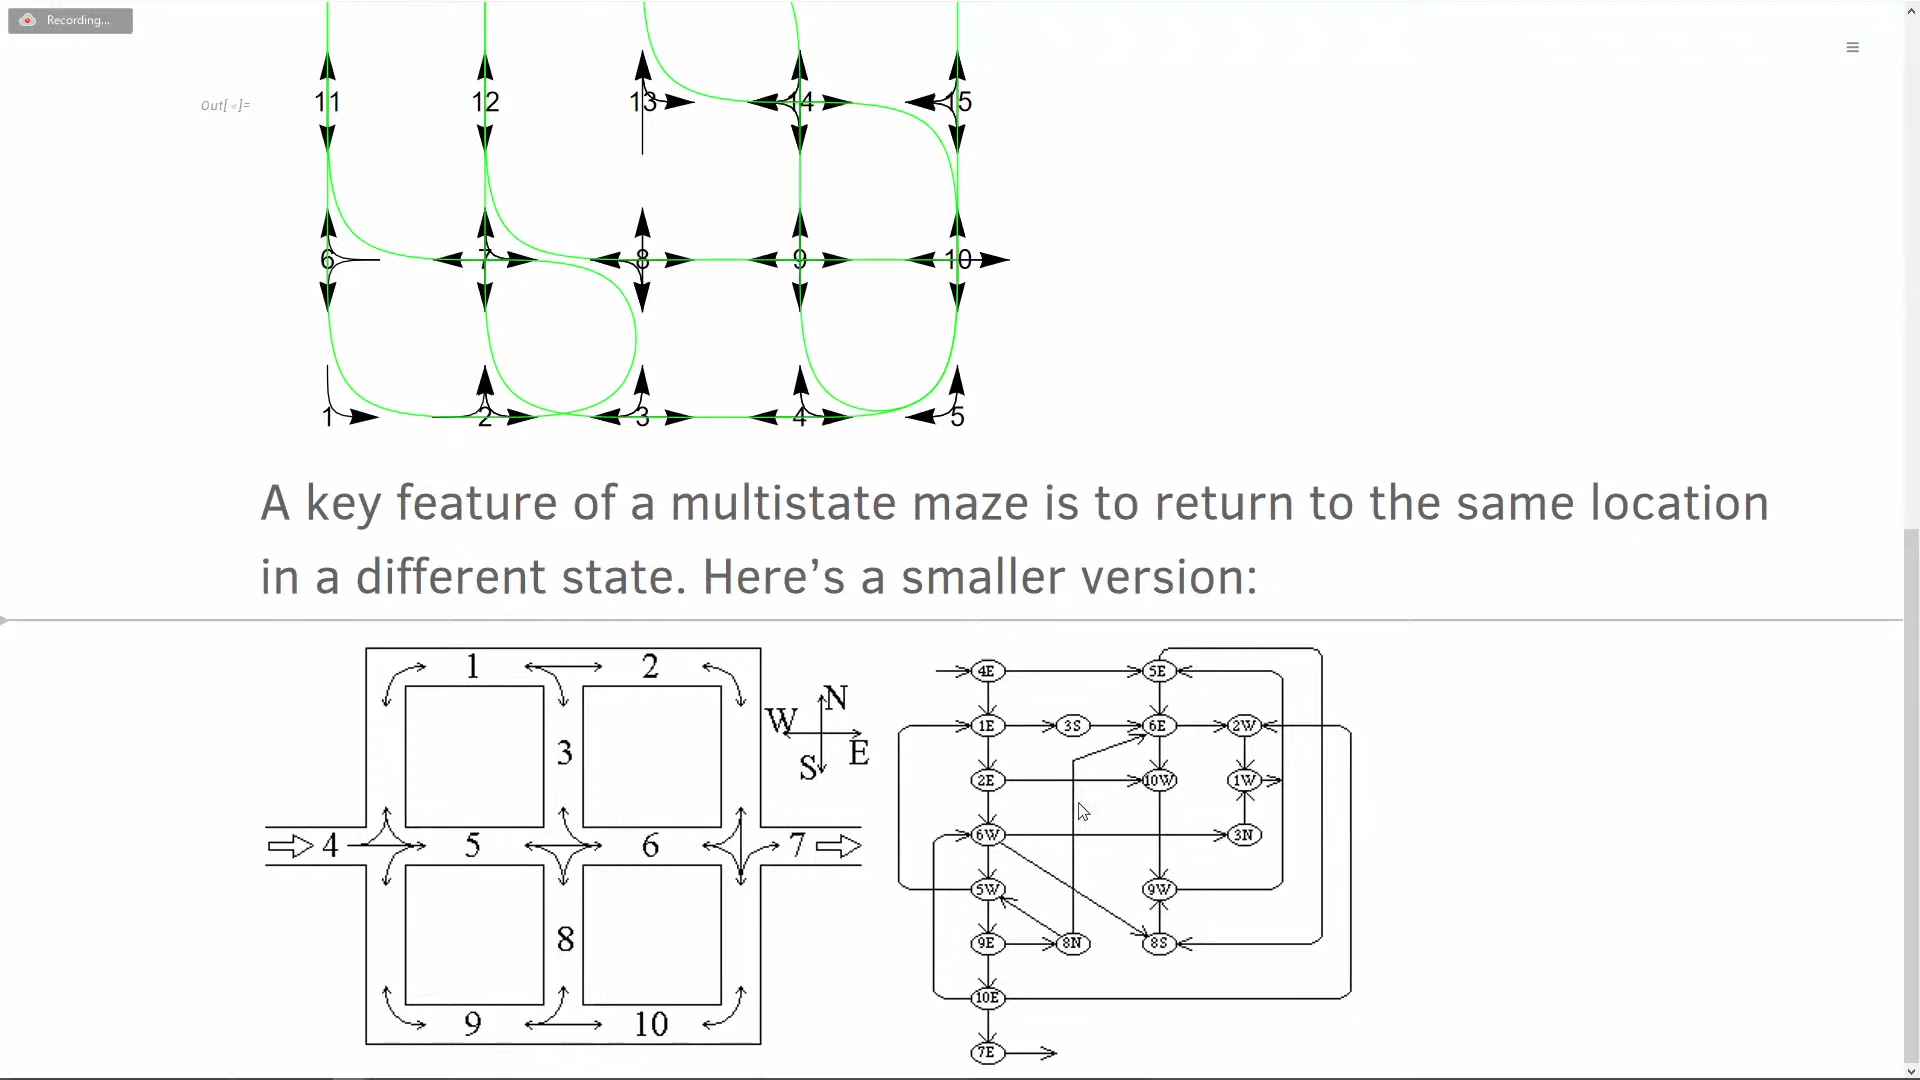 Recording...
Out[ ]=
11 12 13 14 15
6 7 8 9 10
1 2 3 4 5
A key feature of a multistate maze is to return to the same location
in a different state. Here’s a smaller version:
1 2
N
W E
S
3
4 5 6 7
8
9 10
4E 5E
1E 3S 6E 2W
2E 10W 1W
6W 3N
5W 9W
9E 8N 8S
10E
7E